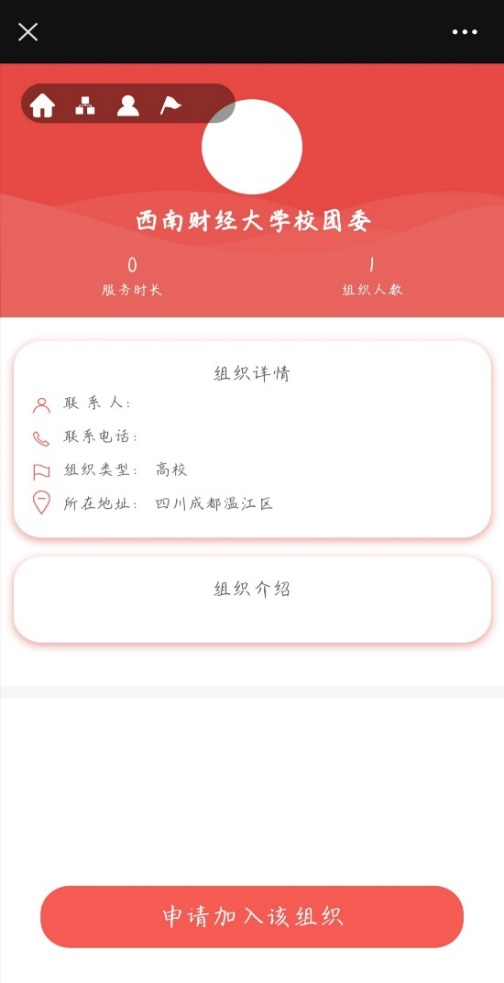 西南财经大学校团委
0
服务时长
1
组织人数
组织详情
联 系 人:
联系电话:
组织类型: 高校
所在地址: 四川成都温江区
组织介绍
申请加入该组织